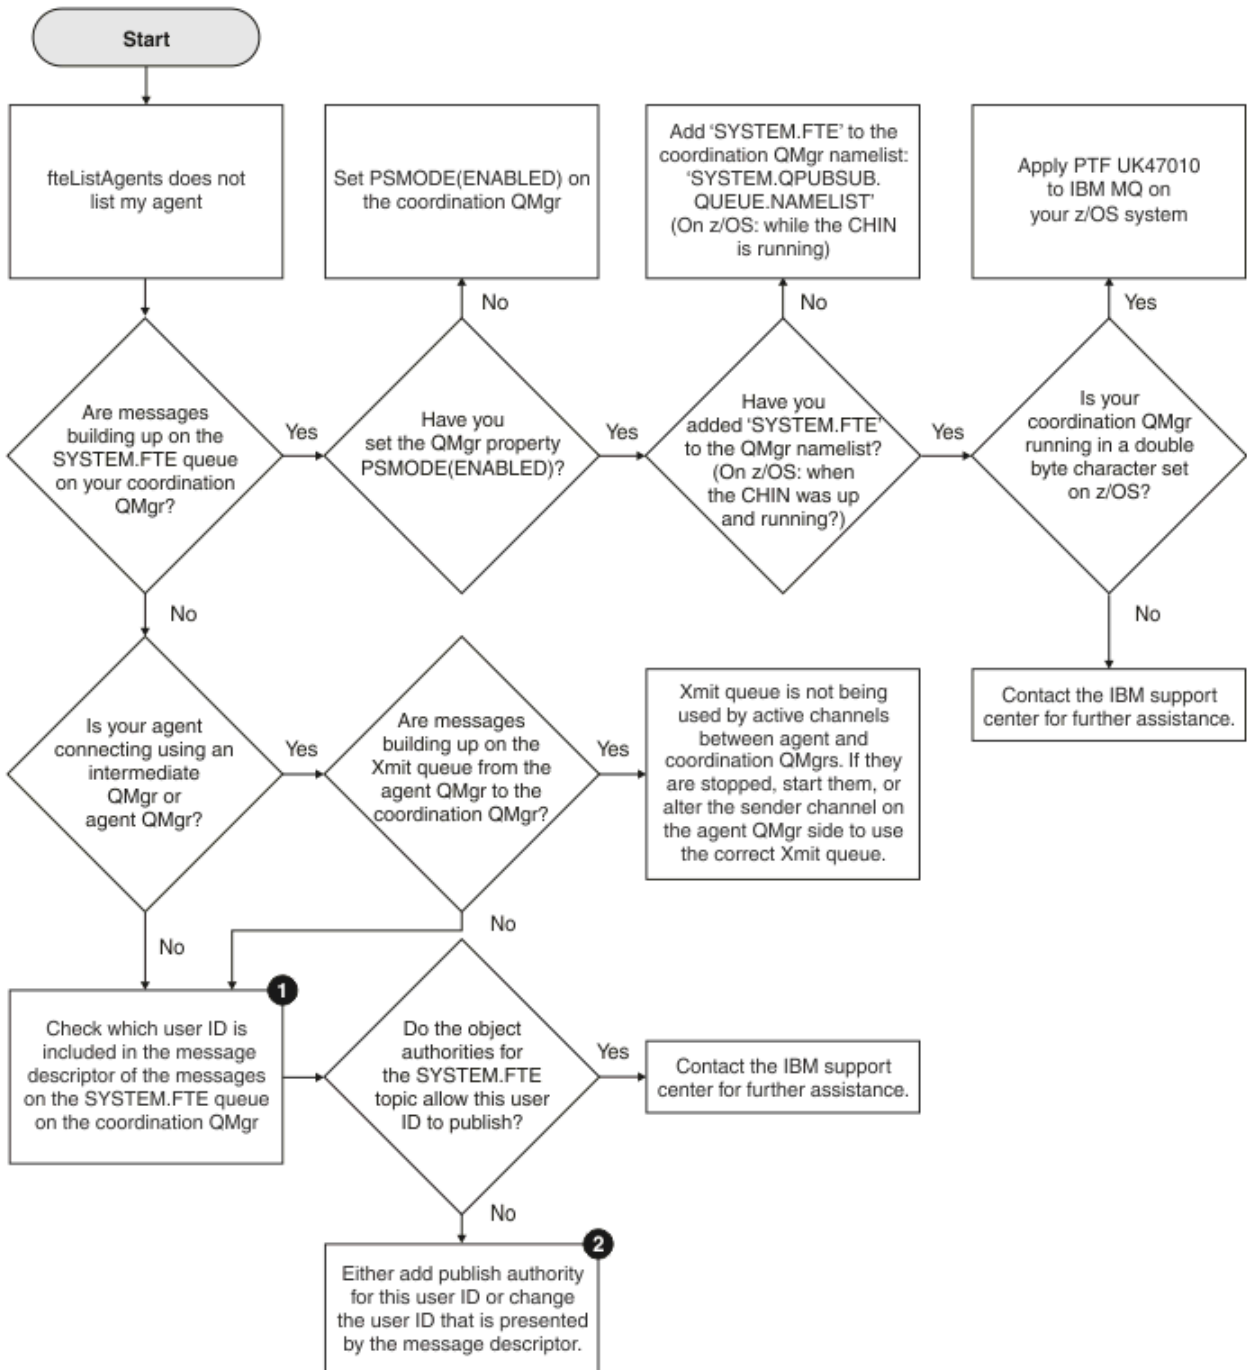 Start
fteListAgents does not
list my agent
Set PSMODE(ENABLED) on
the coordination QMgr
Add ‘SYSTEM.FTE’ to the
coordination QMgr namelist:
‘SYSTEM.QPUBSUB.
QUEUE.NAMELIST’
(On z/OS: while the CHIN
is running)
Apply PTF UK47010
to IBM MQ on
your z/OS system
No
No
Yes
Are messages
building up on the
SYSTEM.FTE queue
on your coordination
QMgr?
Yes
Have you
set the QMgr property
PSMODE(ENABLED)?
Yes
Have you
added ‘SYSTEM.FTE’
to the QMgr namelist?
(On z/OS: when
the CHIN was up
and running?)
Yes
Is your
coordination QMgr
running in a double
byte character set
on z/OS?
No
No
Is your agent
connecting using an
intermediate
QMgr or
agent QMgr?
Yes
Are messages
building up on the
Xmit queue from the
agent QMgr to the
coordination QMgr?
Yes
Xmit queue is not being
used by active channels
between agent and
coordination QMgrs. If they
are stopped, start them, or
alter the sender channel on
the agent QMgr side to use
the correct Xmit queue.
Contact the IBM support
center for further assistance.
No
No
1
Check which user ID is
included in the message
descriptor of the messages
on the SYSTEM.FTE queue
on the coordination QMgr
Do the object
authorities for
the SYSTEM.FTE
topic allow this user
ID to publish?
Yes
Contact the IBM support
center for further assistance.
No
2
Either add publish authority
for this user ID or change
the user ID that is presented
by the message descriptor.